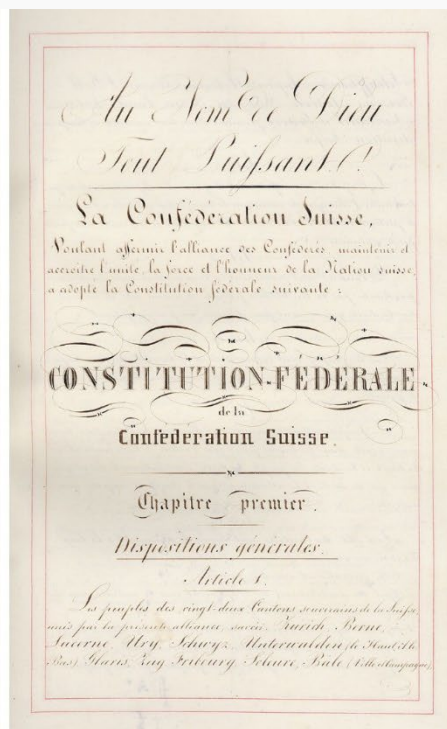 Au Nom de Dieu
Tout Puissant!
La Confédération Suisse,
Voulant affermir l'alliance des Confédérés, maintenir et
accroître l'unité, la force et l'honneur de la Nation suisse,
a adopté la Constitution fédérale suivante :
CONSTITUTION-FÉDÉRALE
de la
Confédération Suisse.
Chapitre premier.
Dispositions générales.
Article 1.
Les peuples des vingt-deux Cantons souverains de la Suisse,
unis par la présente alliance, savoir: Zurich, Berne,
Lucerne, Ury, Schwyz, Unterwalden (le Haut et le
Bas), Glaris, Zug, Fribourg, Soleure, Bâle (Ville et Campagne)